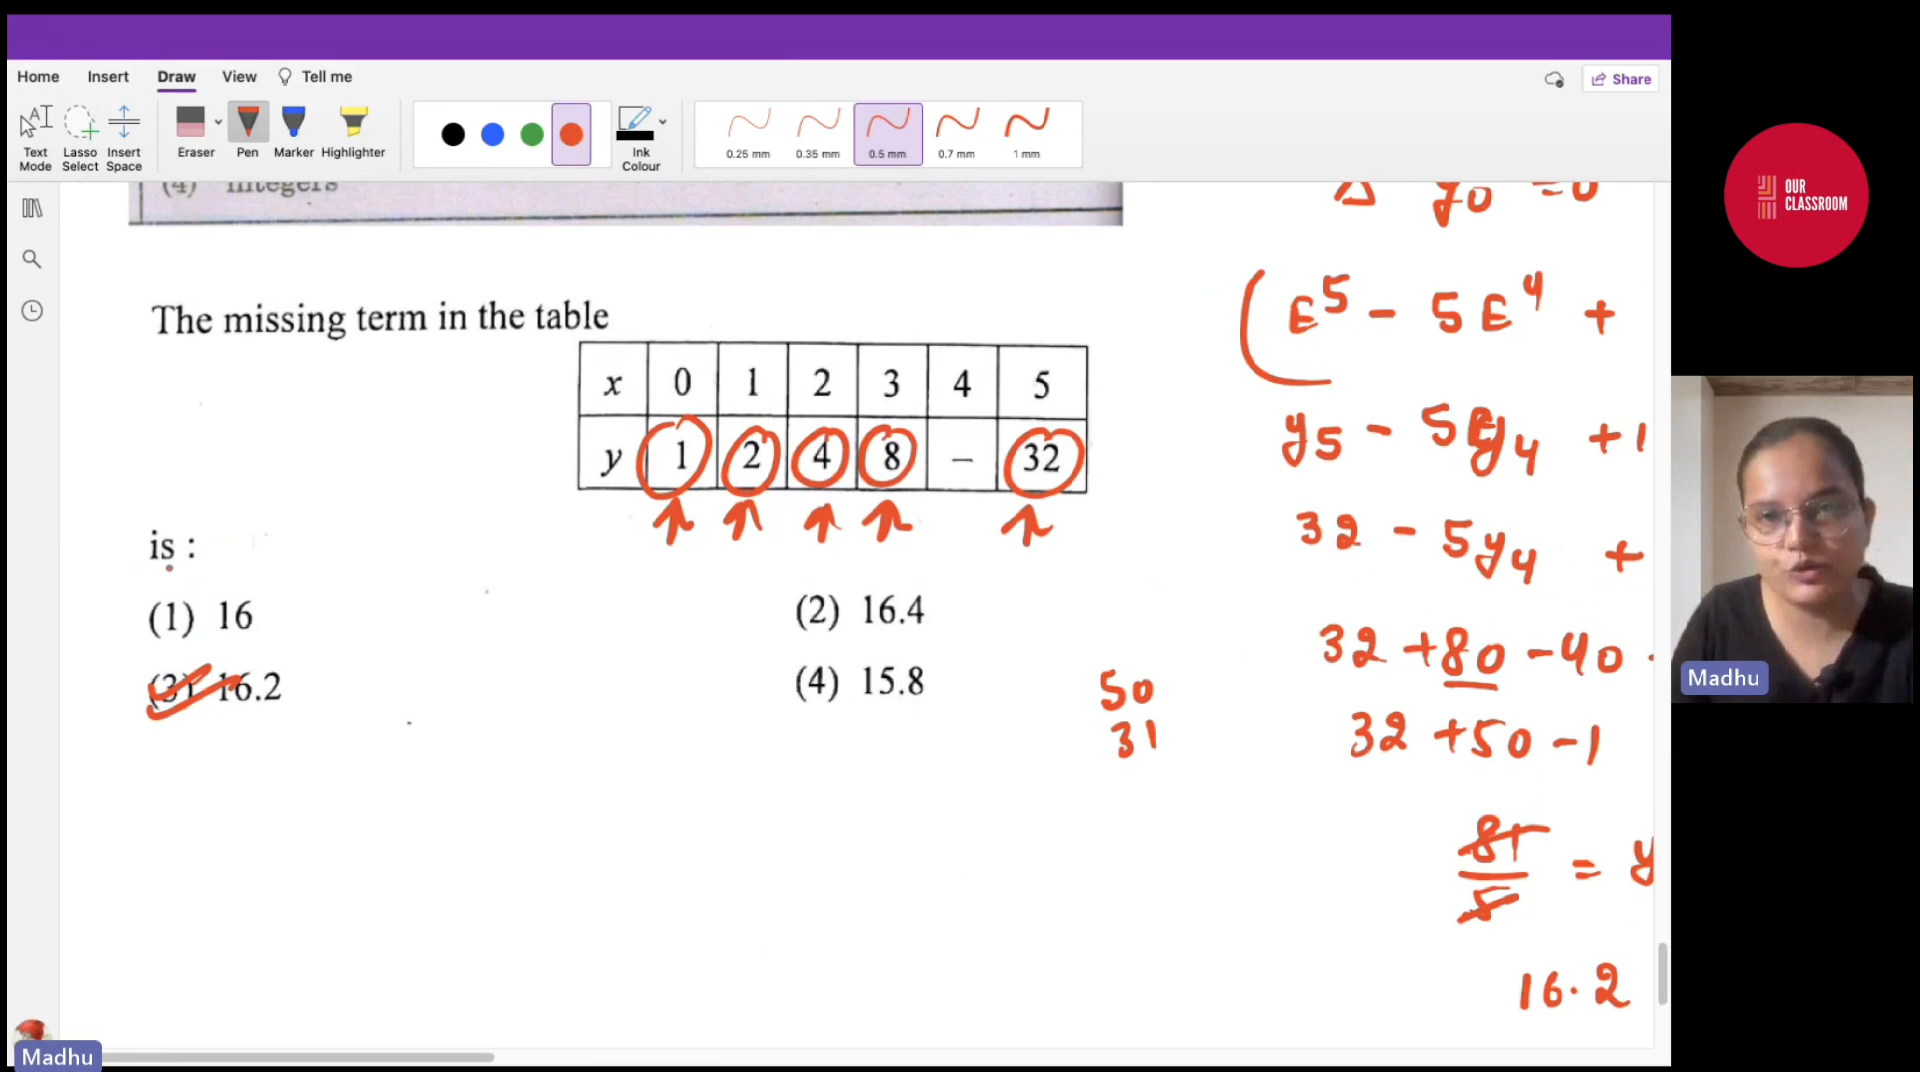 Home Insert Draw View Tell me
Share
Text Mode
Lasso Select
Insert Space
Eraser
Pen
Marker
Highlighter
Ink Colour
0.25 mm
0.35 mm
0.5 mm
0.7 mm
1 mm
OUR CLASSROOM
(4) integers
Δ y0 = 0
The missing term in the table
x 0 1 2 3 4 5
y 1 2 4 8 – 32
is :
(1) 16
(2) 16.4
(3) 16.2
(4) 15.8
(E^5 - 5E^4 +
y5 - 5y4 + 1
32 - 5y4 +
32 + 80 - 40 -
32 + 50 - 1
50
31
81/5 = y
16.2
Madhu
Madhu